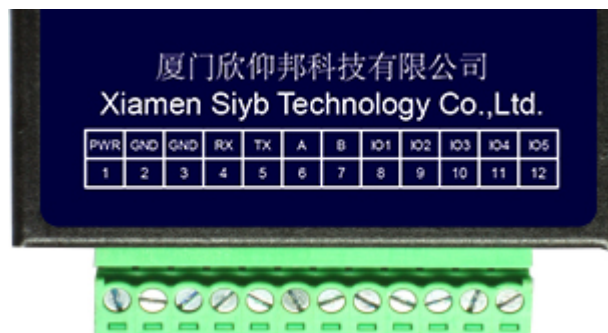 厦门欣仰邦科技有限公司
Xiamen Siyb Technology Co.,Ltd.
PWR GND GND RX TX A B IO1 IO2 IO3 IO4 IO5
1 2 3 4 5 6 7 8 9 10 11 12